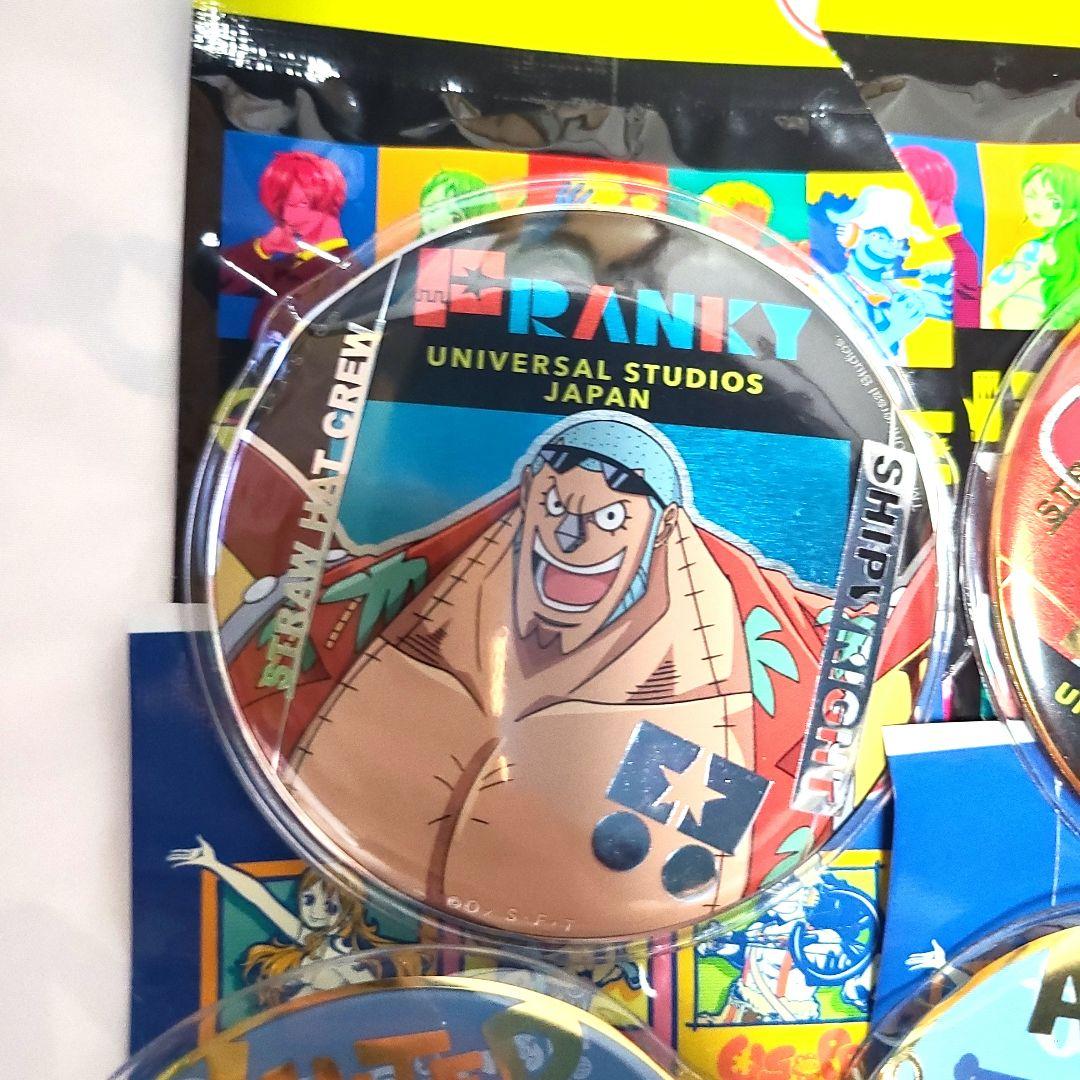 FRANKY
UNIVERSAL STUDIOS
JAPAN
STRAW HAT CREW
SHIPWRIGHT
©O/S・F・T